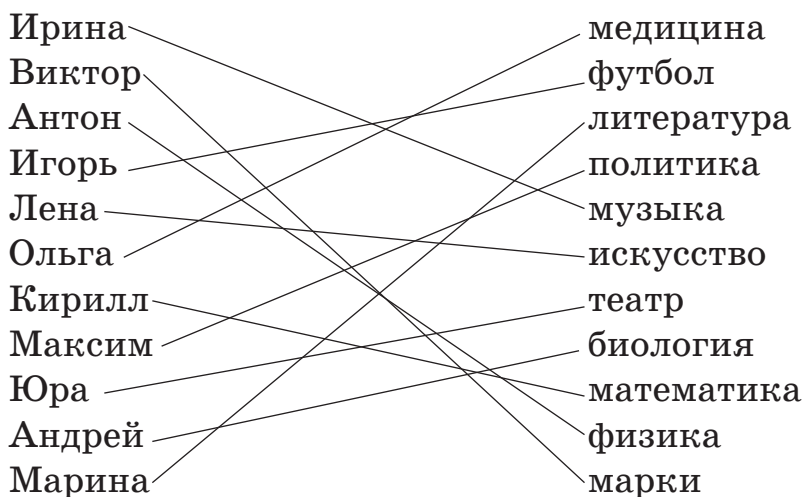 Ирина медицина
Виктор футбол
Антон литература
Игорь политика
Лена музыка
Ольга искусство
Кирилл театр
Максим биология
Юра математика
Андрей физика
Марина марки